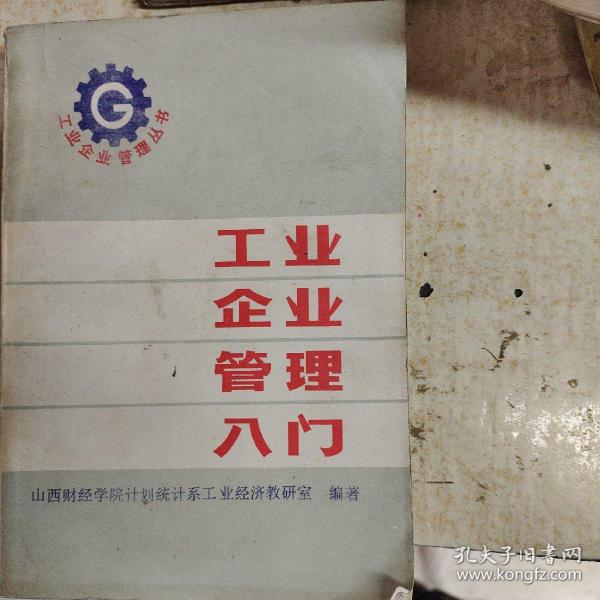 G
工业企业管理丛书
工业
企业
管理
入门
山西财经学院计划统计系工业经济教研室 编著
孔夫子旧书网
www.kongfz.com